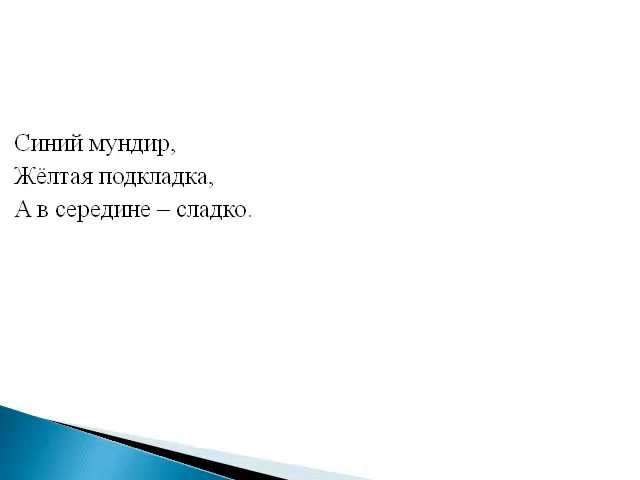 Синий мундир,
Жёлтая подкладка,
А в середине – сладко.